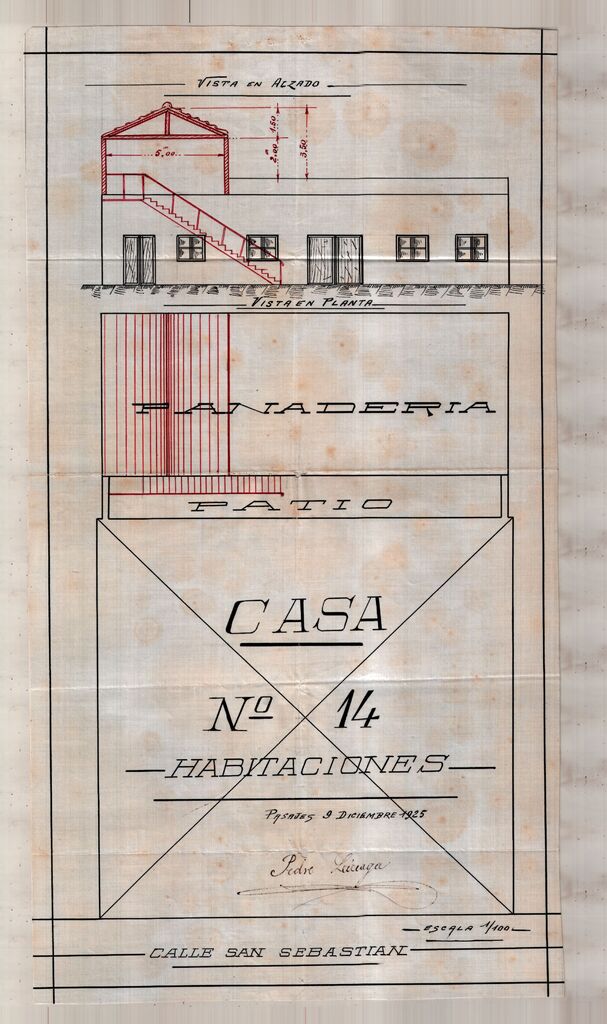 VISTA EN ALZADO
1.50
2.00
3.50
5.00
VISTA EN PLANTA
PANADERIA
PATIO
CASA
Nº 14
HABITACIONES
PASAJES 9 DICIEMBRE 1925
Pedro
ESCALA 1/100
CALLE SAN SEBASTIAN